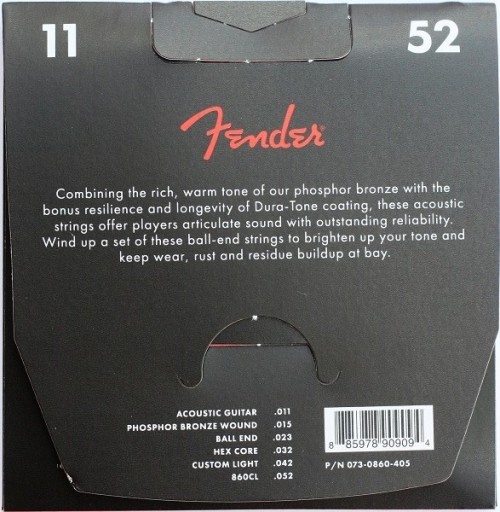 11 52
Fender
Combining the rich, warm tone of our phosphor bronze with the
bonus resilience and longevity of Dura-Tone coating, these acoustic
strings offer players articulate sound with outstanding reliability.
Wind up a set of these ball-end strings to brighten up your tone and
keep wear, rust and residue buildup at bay.
ACOUSTIC GUITAR .011
PHOSPHOR BRONZE WOUND .015
BALL END .023
HEX CORE .032
CUSTOM LIGHT .042
860CL .052
8 85978 90909 4
P/N 073-0860-405